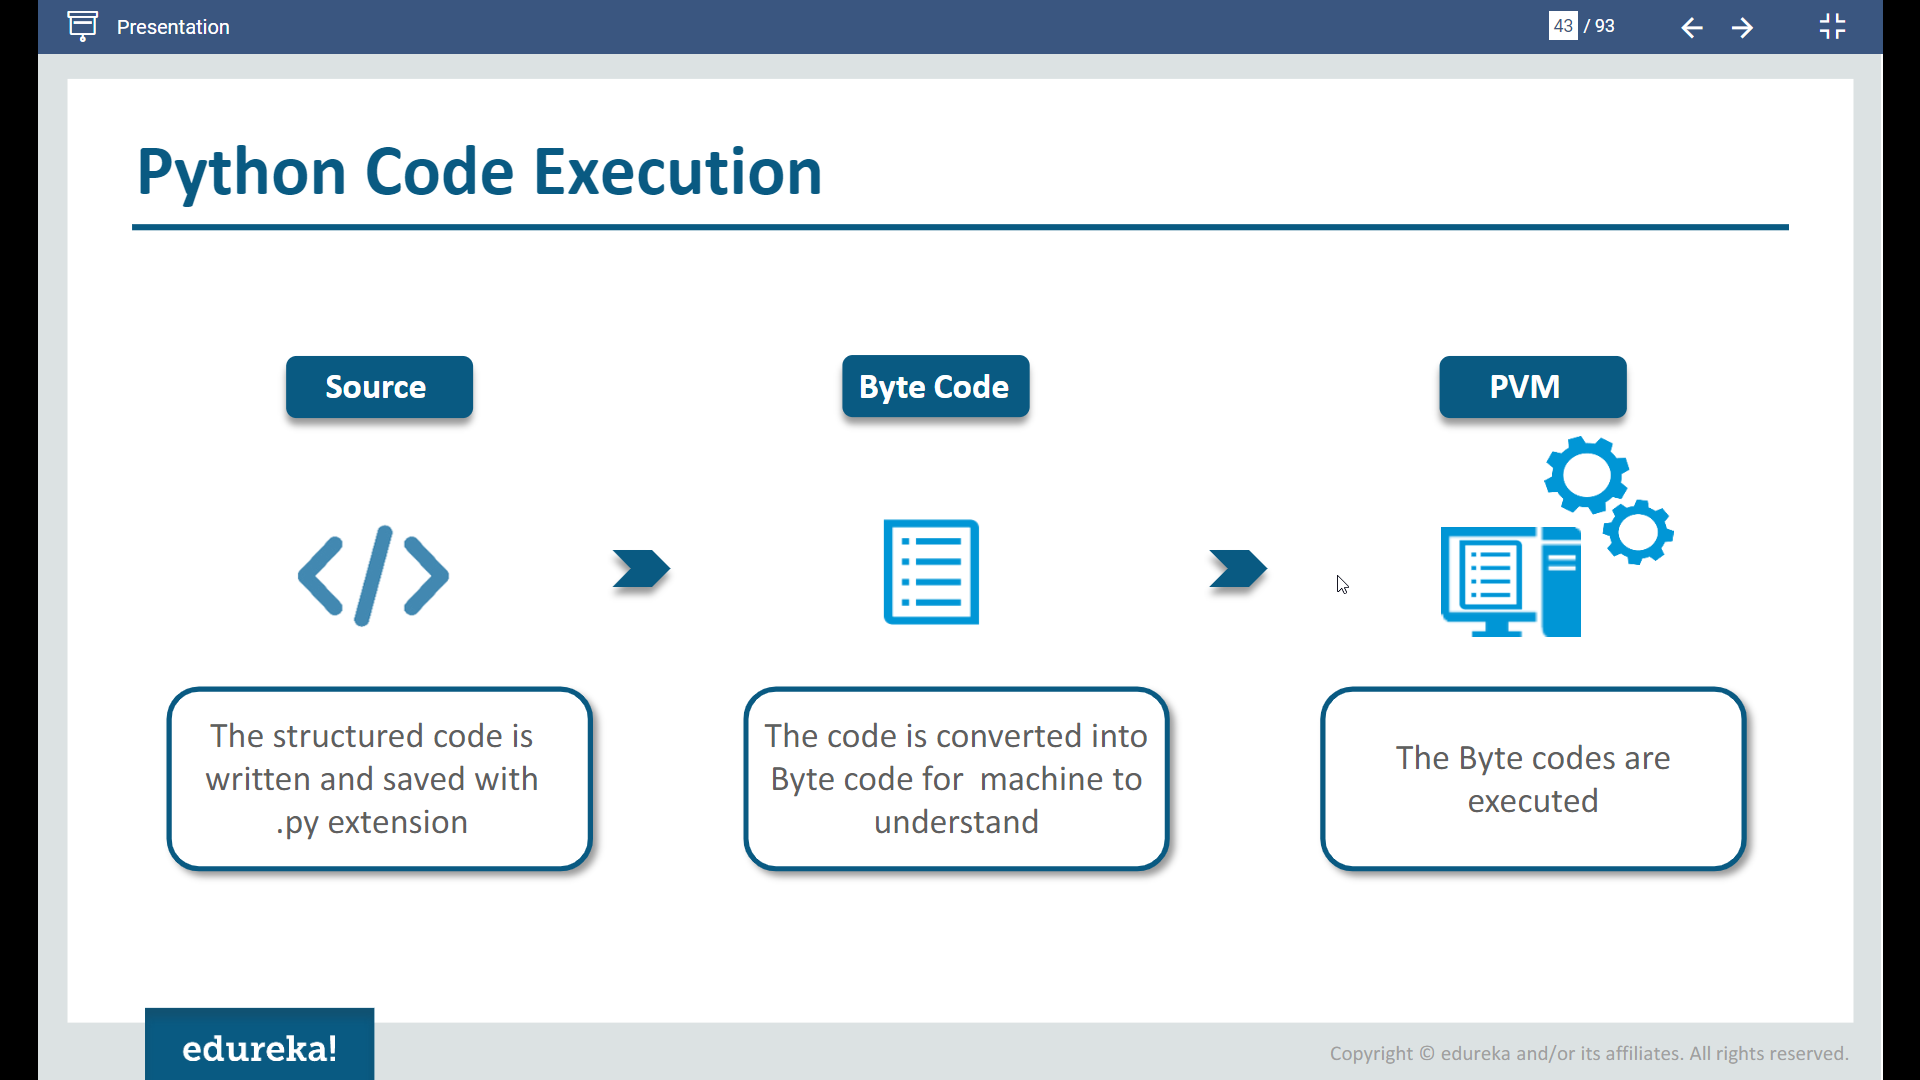 Presentation
43 / 93
Python Code Execution
Source
Byte Code
PVM
The structured code is
written and saved with
.py extension
The code is converted into
Byte code for  machine to
understand
The Byte codes are
executed
edureka!
Copyright © edureka and/or its affiliates. All rights reserved.